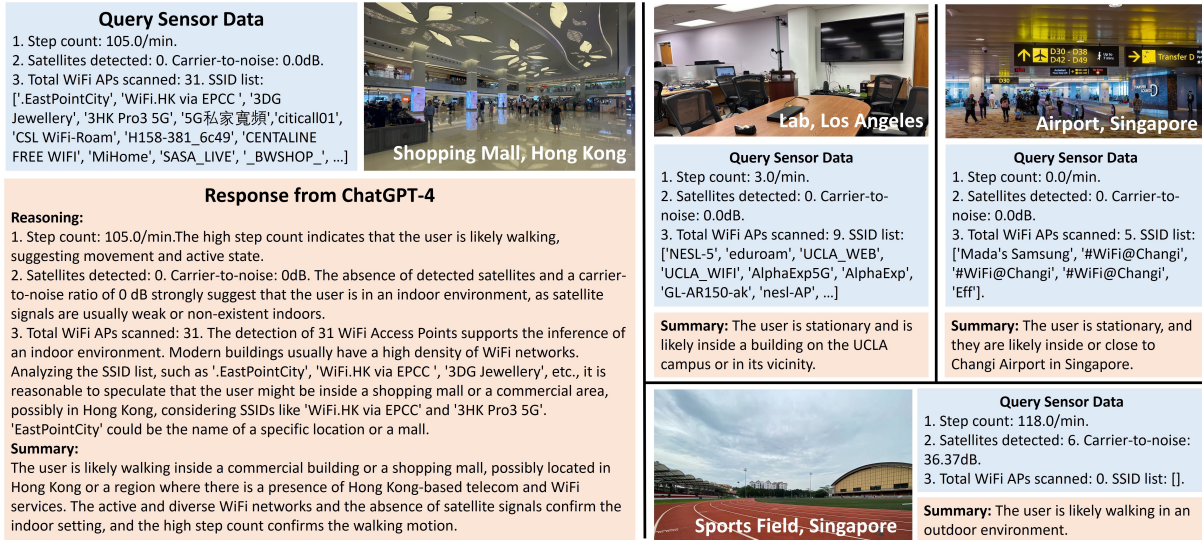 Query Sensor Data
1. Step count: 105.0/min.
2. Satellites detected: 0. Carrier-to-noise: 0.0dB.
3. Total WiFi APs scanned: 31. SSID list:
['.EastPointCity', 'WiFi.HK via EPCC ', '3DG
Jewellery', '3HK Pro3 5G', '5G私家寬頻','citicall01',
'CSL WiFi-Roam', 'H158-381_6c49', 'CENTALINE
FREE WIFI', 'MiHome', 'SASA_LIVE', '_BWSHOP_', …]
Shopping Mall, Hong Kong
Response from ChatGPT-4
Reasoning:
1. Step count: 105.0/min.The high step count indicates that the user is likely walking,
suggesting movement and active state.
2. Satellites detected: 0. Carrier-to-noise: 0dB. The absence of detected satellites and a carrier-
to-noise ratio of 0 dB strongly suggest that the user is in an indoor environment, as satellite
signals are usually weak or non-existent indoors.
3. Total WiFi APs scanned: 31. The detection of 31 WiFi Access Points supports the inference of
an indoor environment. Modern buildings usually have a high density of WiFi networks.
Analyzing the SSID list, such as '.EastPointCity', 'WiFi.HK via EPCC ', '3DG Jewellery', etc., it is
reasonable to speculate that the user might be inside a shopping mall or a commercial area,
possibly in Hong Kong, considering SSIDs like 'WiFi.HK via EPCC' and '3HK Pro3 5G'.
'EastPointCity' could be the name of a specific location or a mall.
Summary:
The user is likely walking inside a commercial building or a shopping mall, possibly located in
Hong Kong or a region where there is a presence of Hong Kong-based telecom and WiFi
services. The active and diverse WiFi networks and the absence of satellite signals confirm the
indoor setting, and the high step count confirms the walking motion.
Lab, Los Angeles
Query Sensor Data
1. Step count: 3.0/min.
2. Satellites detected: 0. Carrier-to-
noise: 0.0dB.
3. Total WiFi APs scanned: 9. SSID list:
['NESL-5', 'eduroam', 'UCLA_WEB',
'UCLA_WIFI', 'AlphaExp5G', 'AlphaExp',
'GL-AR150-ak', 'nesl-AP', …]
Summary: The user is stationary and is
likely inside a building on the UCLA
campus or in its vicinity.
D30 - D38
D42 - D49
Transfer D
D30
D
Airport, Singapore
Query Sensor Data
1. Step count: 0.0/min.
2. Satellites detected: 0. Carrier-to-
noise: 0.0dB.
3. Total WiFi APs scanned: 5. SSID list:
['Mada's Samsung', '#WiFi@Changi',
'#WiFi@Changi', '#WiFi@Changi',
'Eff'].
Summary: The user is stationary, and
they are likely inside or close to
Changi Airport in Singapore.
Sports Field, Singapore
Query Sensor Data
1. Step count: 118.0/min.
2. Satellites detected: 6. Carrier-to-noise:
36.37dB.
3. Total WiFi APs scanned: 0. SSID list: [].
Summary: The user is likely walking in an
outdoor environment.